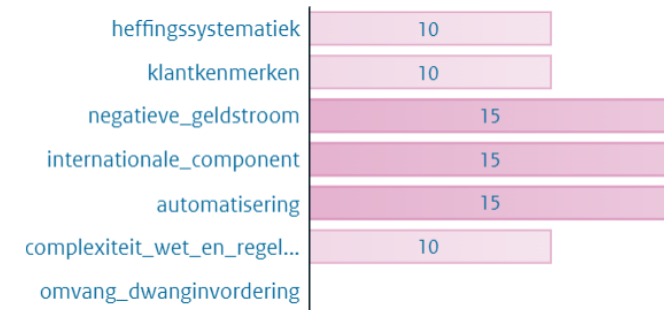 heffingssystematiek 10
klantkenmerken 10
negatieve_geldstroom 15
internationale_component 15
automatisering 15
complexiteit_wet_en_regel... 10
omvang_dwanginvordering